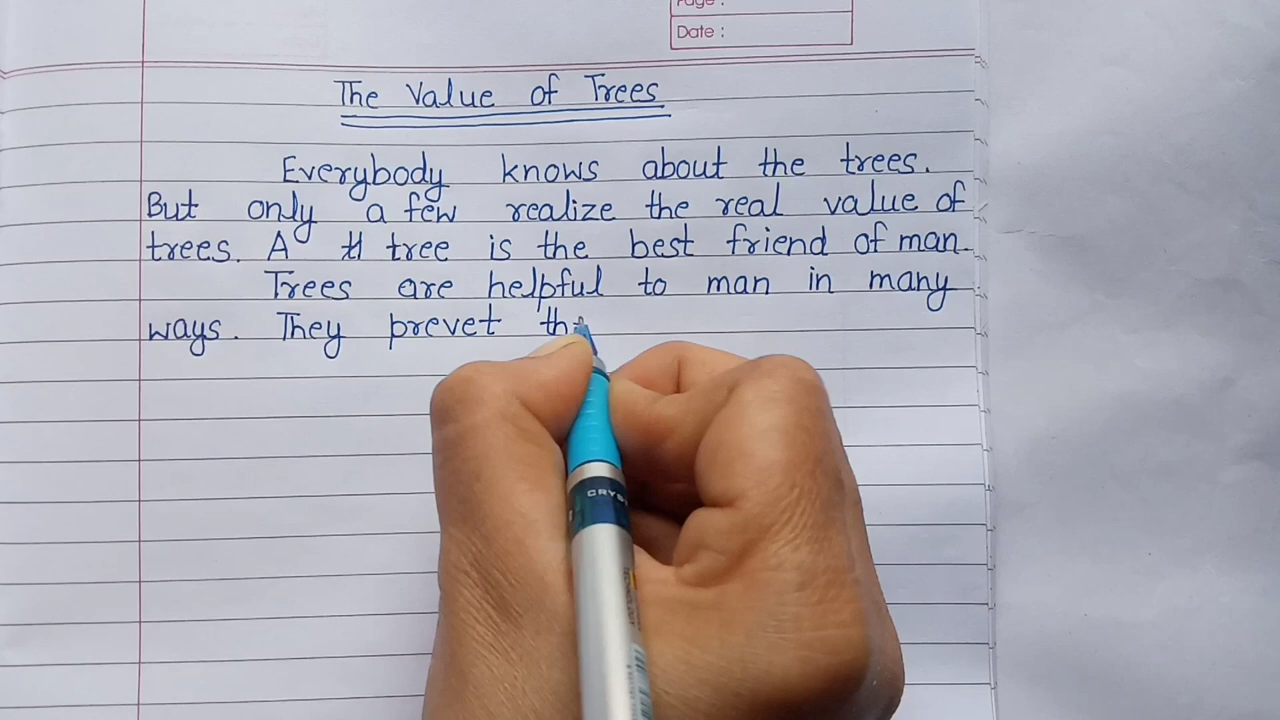 Page :
Date :
The Value of Trees
Everybody knows about the trees.
But only a few realize the real value of
trees. A tree is the best friend of man.
Trees are helpful to man in many
ways. They prevet